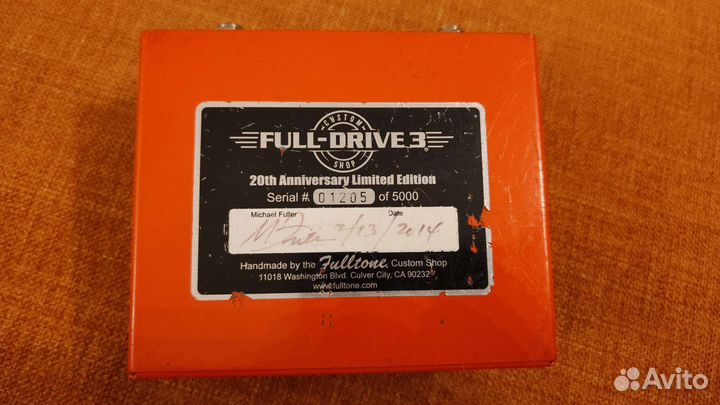 CUSTOM
FULL-DRIVE 3®
SHOP
20th Anniversary Limited Edition
Serial # 01205 of 5000
Michael Fuller Date
M Fuller 2/13/2014
Handmade by the Fulltone® Custom Shop
11018 Washington Blvd. Culver City, CA 90232
www.fulltone.com
Avito